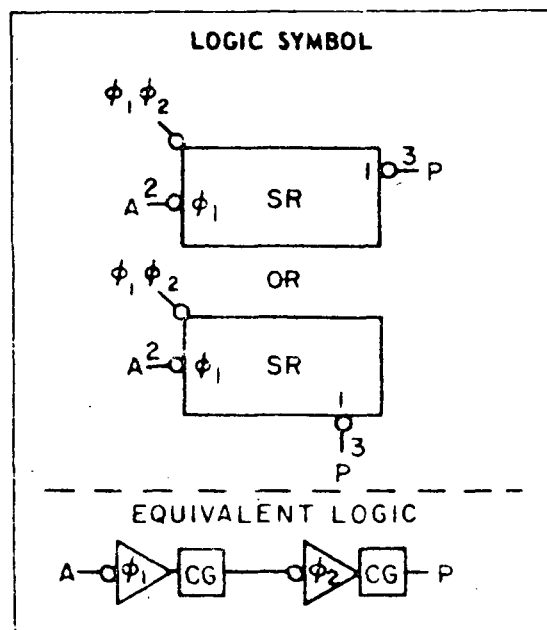 LOGIC SYMBOL
ϕ₁ ϕ₂
1 3 P
A 2 ϕ₁ SR
OR
ϕ₁ ϕ₂
A 2 ϕ₁ SR
1
3
P
EQUIVALENT LOGIC
A ϕ₁ CG ϕ₂ CG P